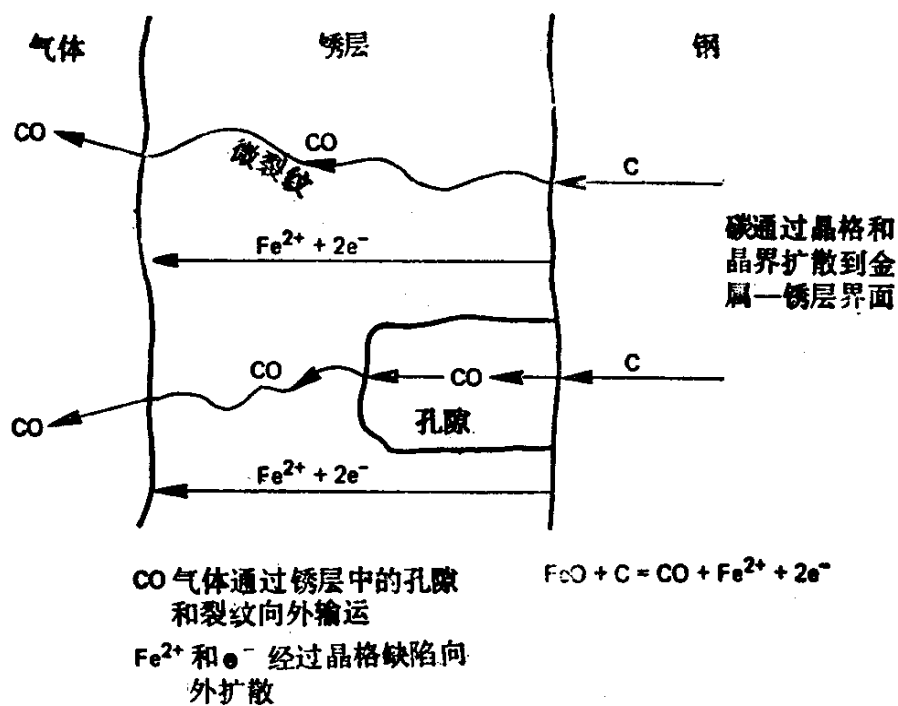 气体
锈层
钢
CO
CO
C
微裂纹
Fe²⁺ + 2e⁻
碳通过晶格和
晶界扩散到金
属—锈层界面
CO
CO
C
CO
孔隙
Fe²⁺ + 2e⁻
CO 气体通过锈层中的孔隙
和裂纹向外输运
FeO + C = CO + Fe²⁺ + 2e⁻
Fe²⁺ 和 e⁻ 经过晶格缺陷向
外扩散